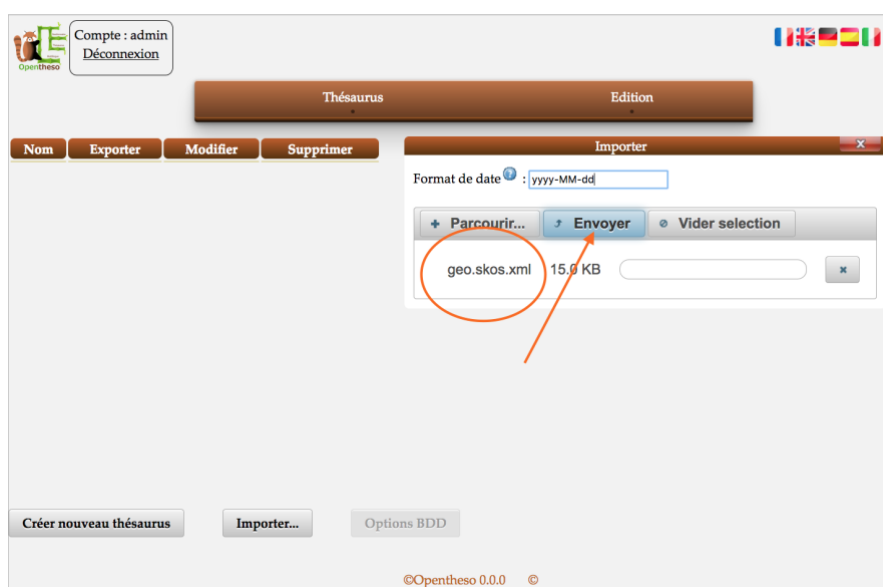 Compte : admin
Déconnexion
Opentheso
Thésaurus Edition
Nom Exporter Modifier Supprimer
Importer x
Format de date ? : yyyy-MM-dd
+ Parcourir... Envoyer Vider selection
geo.skos.xml 15.0 KB
Créer nouveau thésaurus Importer... Options BDD
©Opentheso 0.0.0 ©